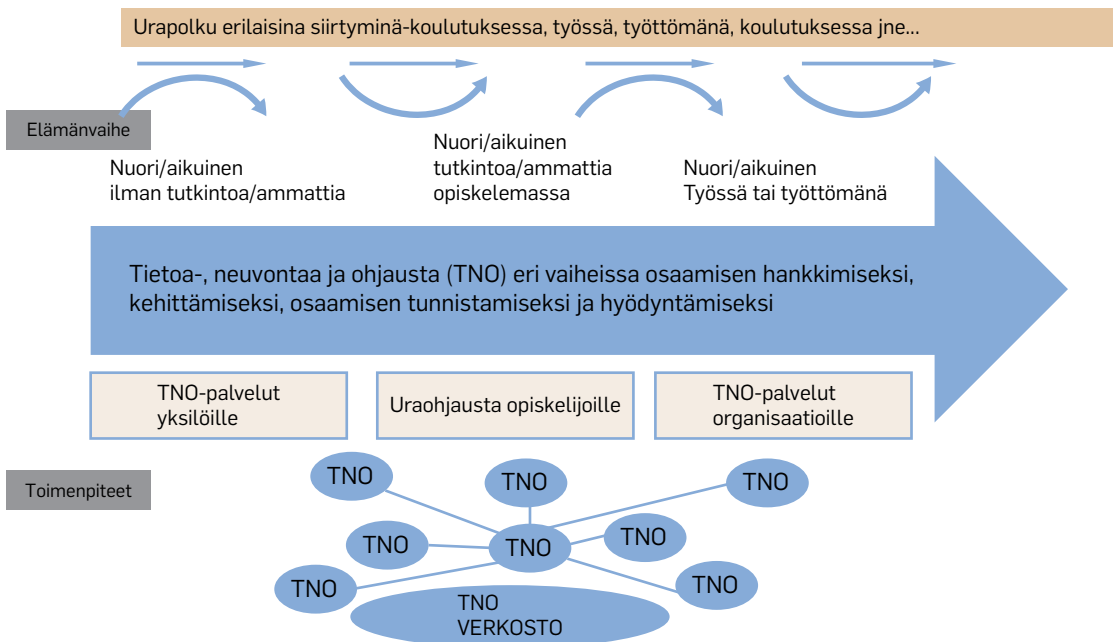 Urapolku erilaisina siirtyminä-koulutuksessa, työssä, työttömänä, koulutuksessa jne...
Elämänvaihe
Nuori/aikuinen
ilman tutkintoa/ammattia
Nuori/aikuinen
tutkintoa/ammattia
opiskelemassa
Nuori/aikuinen
Työssä tai työttömänä
Tietoa-, neuvontaa ja ohjausta (TNO) eri vaiheissa osaamisen hankkimiseksi,
kehittämiseksi, osaamisen tunnistamiseksi ja hyödyntämiseksi
TNO-palvelut
yksilöille
Uraohjausta opiskelijoille
TNO-palvelut
organisaatioille
Toimenpiteet
TNO
TNO
TNO
TNO
TNO
TNO
TNO
TNO
TNO
VERKOSTO